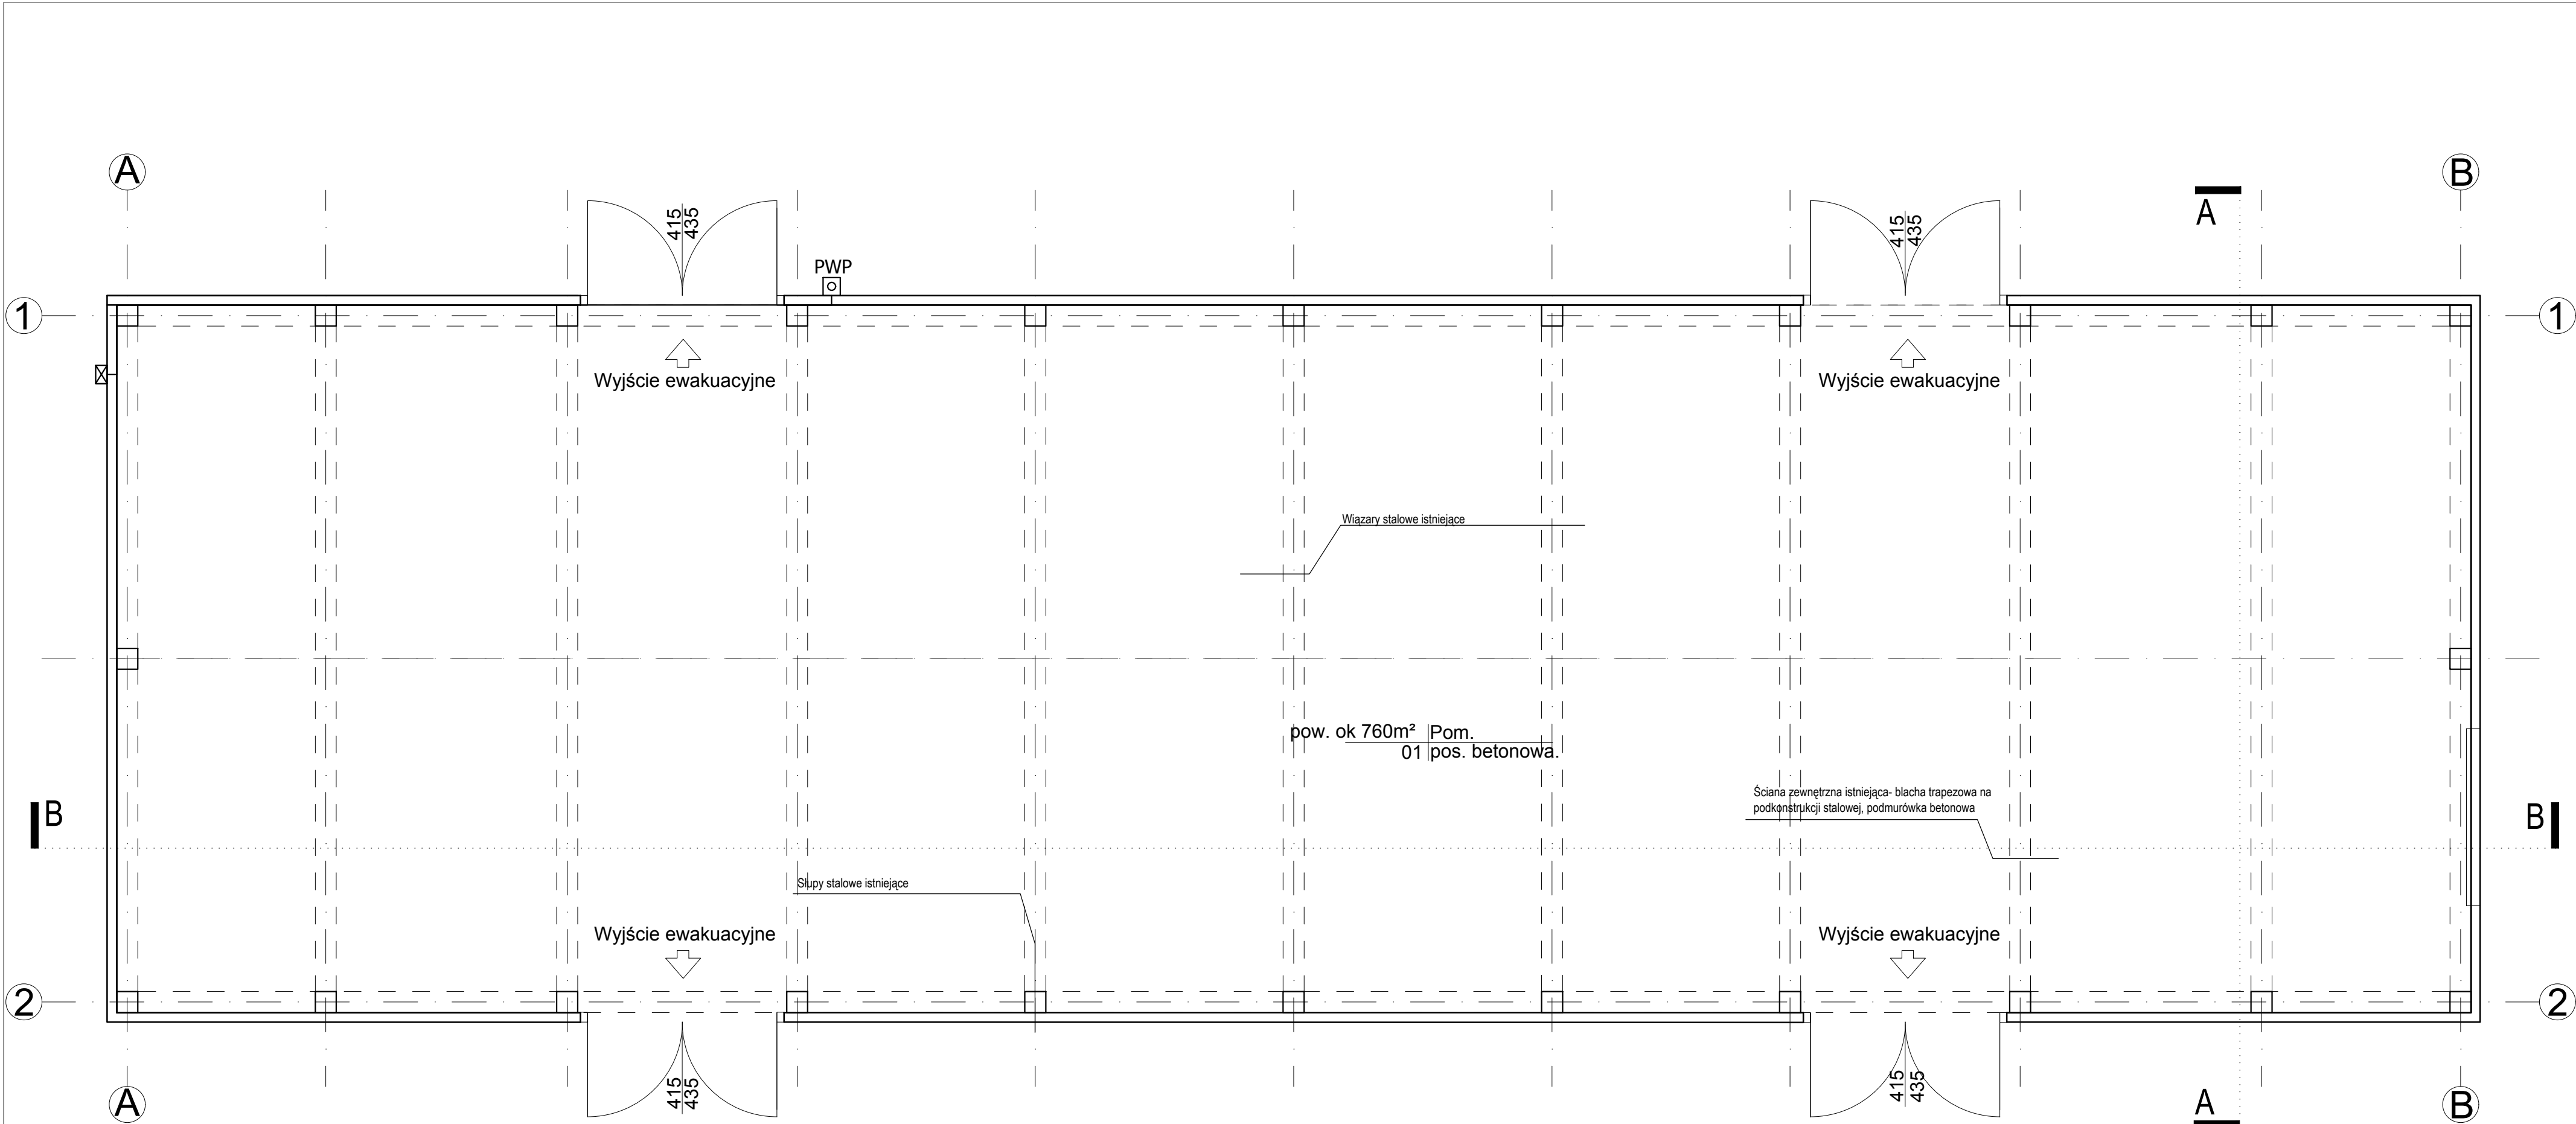 A
B
415
435
415
435
A
PWP
1
1
Wyjście ewakuacyjne
Wyjście ewakuacyjne
Wiązary stalowe istniejące
pow. ok 760m² Pom.
01 pos. betonowa.
Ściana zewnętrzna istniejąca- blacha trapezowa na
podkonstrukcji stalowej, podmurówka betonowa
B
B
Słupy stalowe istniejące
Wyjście ewakuacyjne
Wyjście ewakuacyjne
2
2
415
435
415
435
A
A
B